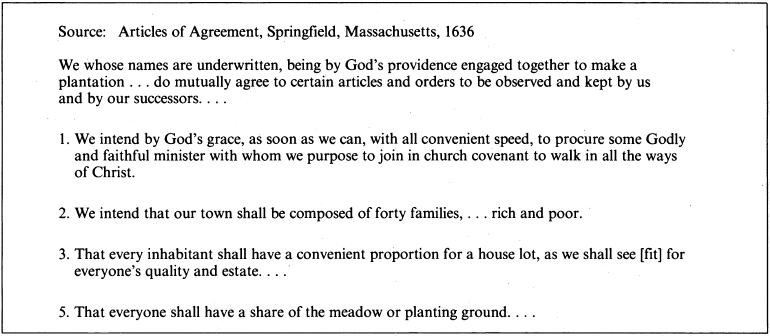 Source: Articles of Agreement, Springfield, Massachusetts, 1636
We whose names are underwritten, being by God's providence engaged together to make a
plantation . . . do mutually agree to certain articles and orders to be observed and kept by us
and by our successors. . . .
1. We intend by God's grace, as soon as we can, with all convenient speed, to procure some Godly
and faithful minister with whom we purpose to join in church covenant to walk in all the ways
of Christ.
2. We intend that our town shall be composed of forty families, . . . rich and poor.
3. That every inhabitant shall have a convenient proportion for a house lot, as we shall see [fit] for
everyone's quality and estate. . . .
5. That everyone shall have a share of the meadow or planting ground. . . .